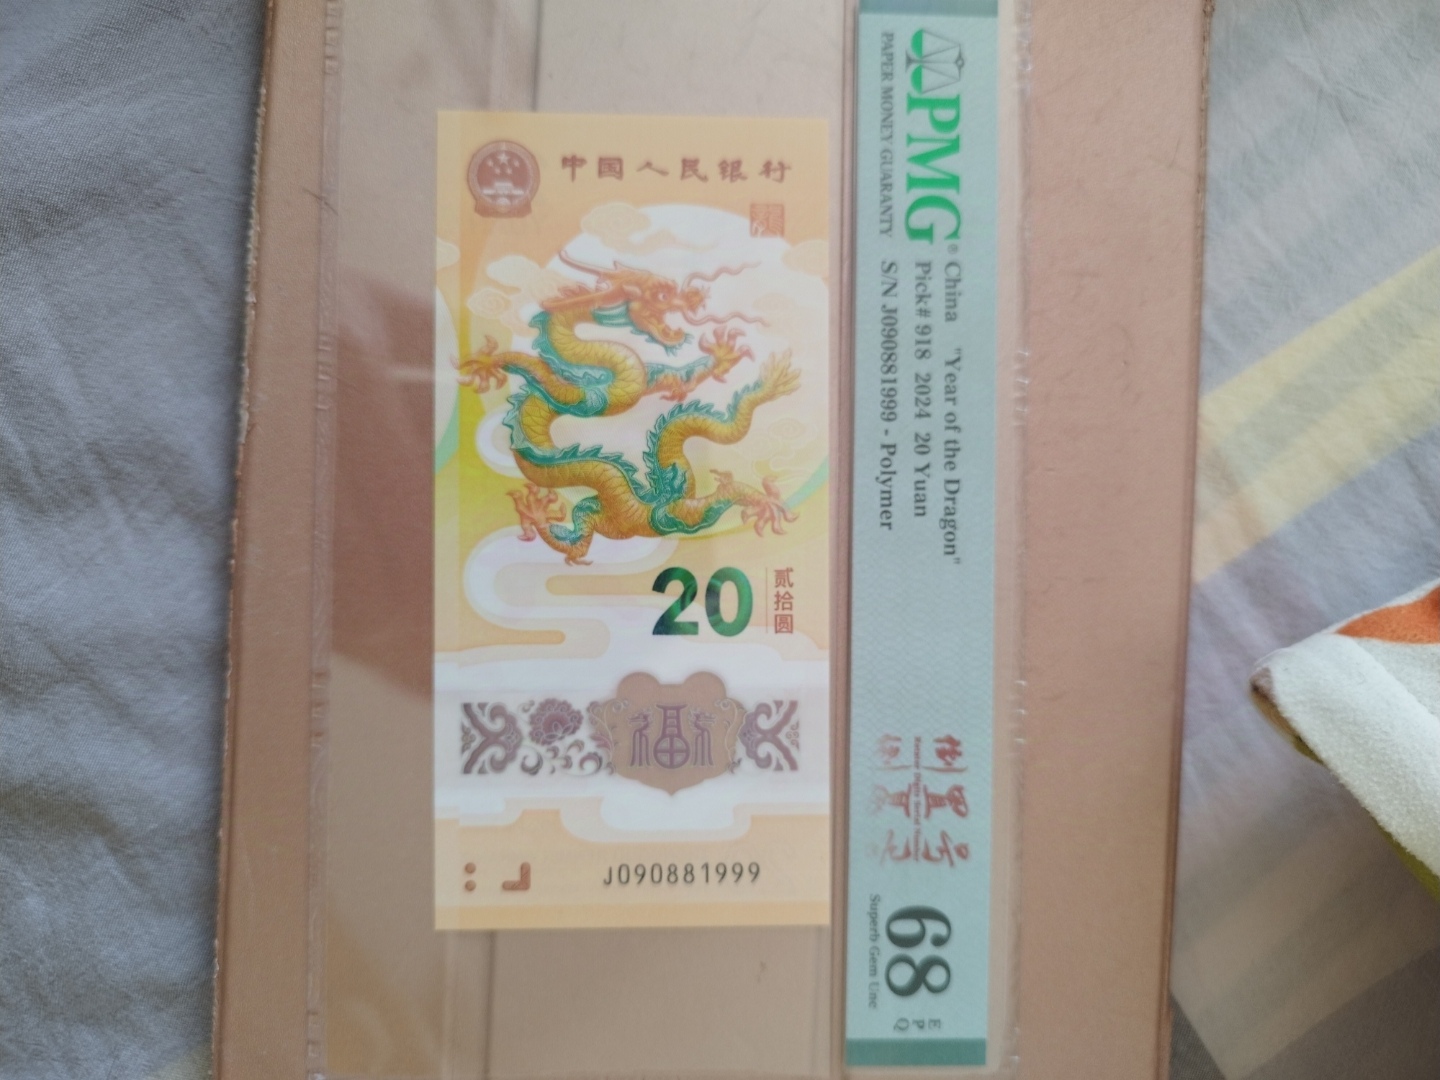 中国人民银行
20
贰拾圆
福
J090881999
PMG®
PAPER MONEY GUARANTY
China "Year of the Dragon"
Pick# 918 2024 20 Yuan
S/N J090881999 - Polymer
68
Superb Gem Unc
EPQ